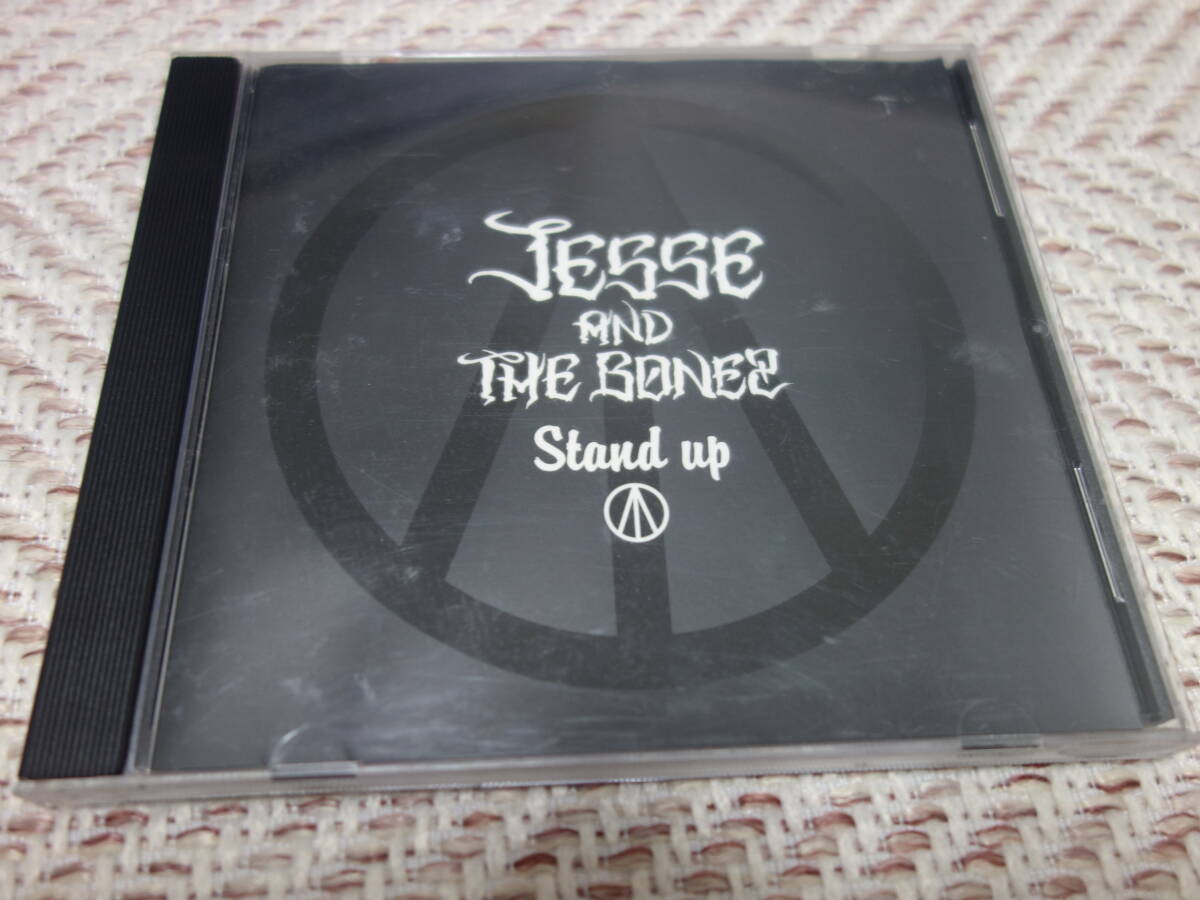 JESSE
AND
THE BONEZ
Stand up